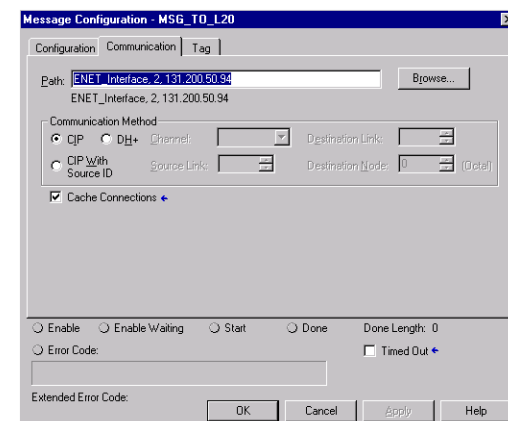 Message Configuration - MSG_TO_L20
Configuration Communication Tag
Path: ENET_Interface, 2, 131.200.50.94 Browse...
ENET_Interface, 2, 131.200.50.94
Communication Method
CIP DH+ Channel: Destination Link:
CIP With Source ID Source Link: Destination Node: 0 (Octal)
Cache Connections
Enable Enable Waiting Start Done Done Length: 0
Error Code: Timed Out
Extended Error Code:
OK Cancel Apply Help